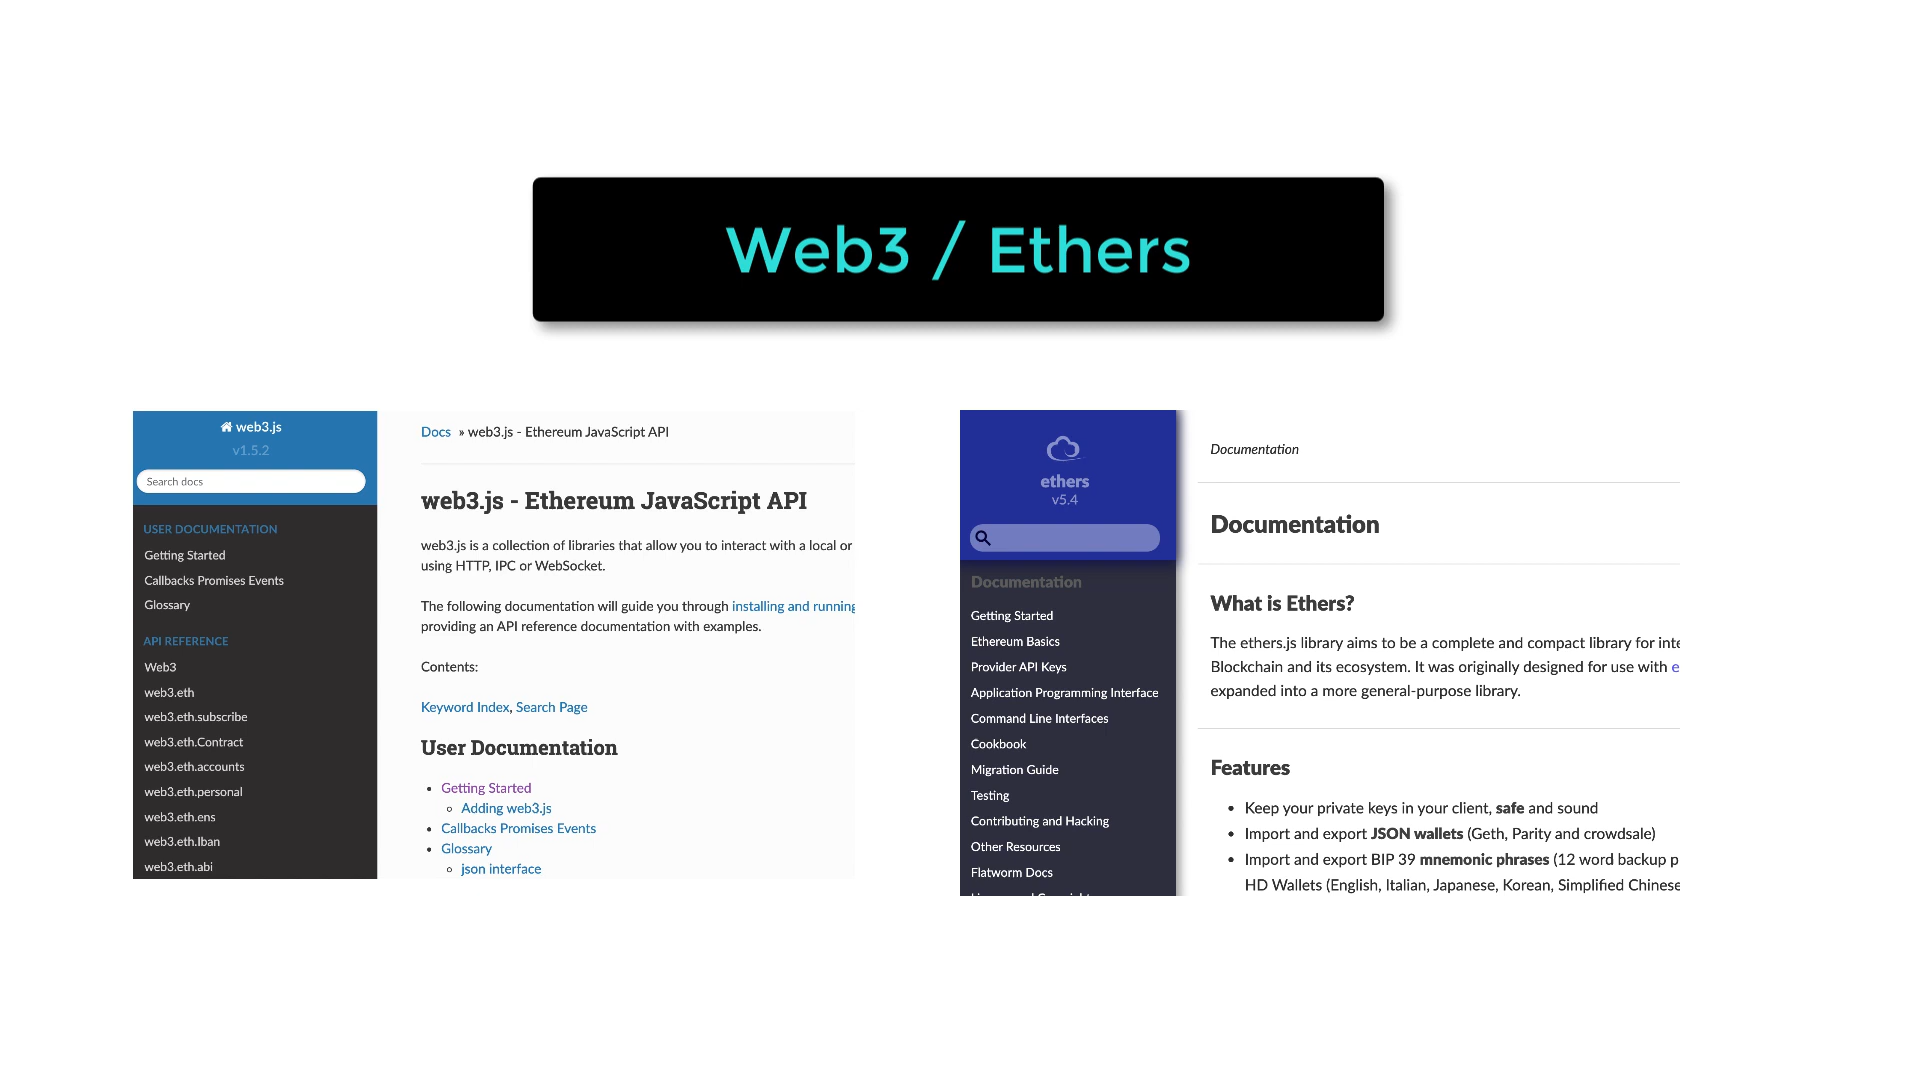 Web3 / Ethers
web3.js
v1.5.2
Search docs
USER DOCUMENTATION
Getting Started
Callbacks Promises Events
Glossary
API REFERENCE
Web3
web3.eth
web3.eth.subscribe
web3.eth.Contract
web3.eth.accounts
web3.eth.personal
web3.eth.ens
web3.eth.Iban
web3.eth.abi
Docs » web3.js - Ethereum JavaScript API
web3.js - Ethereum JavaScript API
web3.js is a collection of libraries that allow you to interact with a local or
using HTTP, IPC or WebSocket.
The following documentation will guide you through installing and running
providing an API reference documentation with examples.
Contents:
Keyword Index, Search Page
User Documentation
• Getting Started
◦ Adding web3.js
• Callbacks Promises Events
• Glossary
◦ json interface
ethers
v5.4
Documentation
Getting Started
Ethereum Basics
Provider API Keys
Application Programming Interface
Command Line Interfaces
Cookbook
Migration Guide
Testing
Contributing and Hacking
Other Resources
Flatworm Docs
Documentation
Documentation
What is Ethers?
The ethers.js library aims to be a complete and compact library for inte
Blockchain and its ecosystem. It was originally designed for use with e
expanded into a more general-purpose library.
Features
• Keep your private keys in your client, safe and sound
• Import and export JSON wallets (Geth, Parity and crowdsale)
• Import and export BIP 39 mnemonic phrases (12 word backup p
HD Wallets (English, Italian, Japanese, Korean, Simplified Chinese